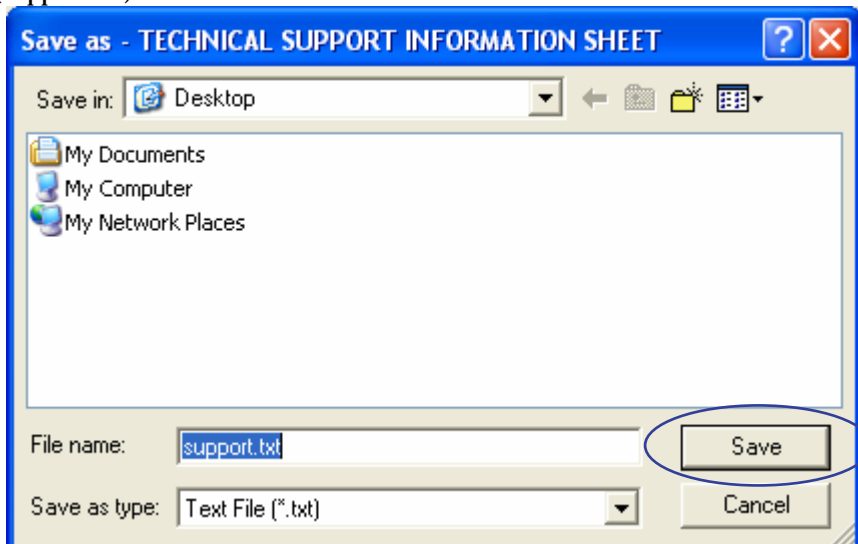 Save as - TECHNICAL SUPPORT INFORMATION SHEET
Save in: Desktop
My Documents
My Computer
My Network Places
File name: support.txt Save
Save as type: Text File (*.txt) Cancel